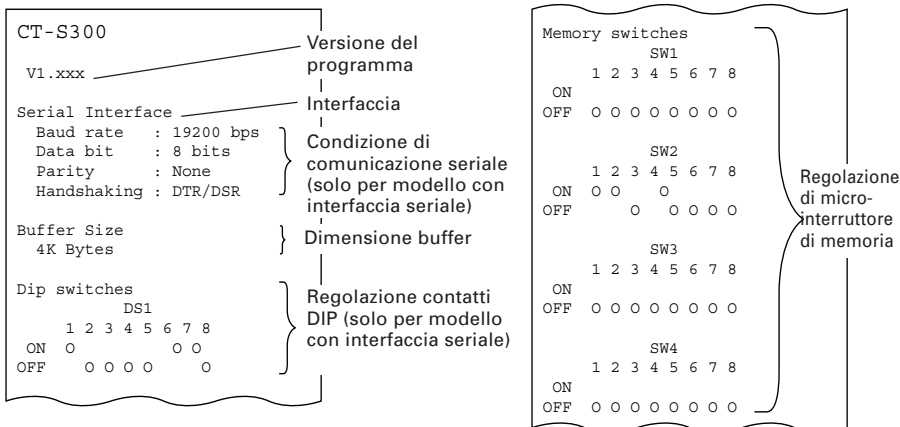 CT-S300
V1.xxx
Versione del
programma
Serial Interface
Interfaccia
Baud rate : 19200 bps
Data bit : 8 bits
Parity : None
Handshaking : DTR/DSR
Condizione di
comunicazione seriale
(solo per modello con
interfaccia seriale)
Buffer Size
4K Bytes
Dimensione buffer
Dip switches
DS1
1 2 3 4 5 6 7 8
ON O O O
OFF O O O O O
Regolazione contatti
DIP (solo per modello
con interfaccia seriale)
Memory switches
SW1
1 2 3 4 5 6 7 8
ON
OFF O O O O O O O O
SW2
1 2 3 4 5 6 7 8
ON O O O
OFF O O O O O
SW3
1 2 3 4 5 6 7 8
ON
OFF O O O O O O O O
SW4
1 2 3 4 5 6 7 8
ON
OFF O O O O O O O O
Regolazione
di micro-
interruttore
di memoria